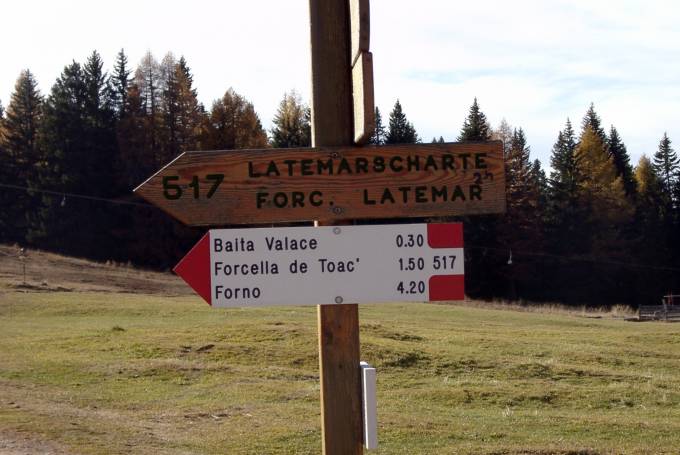 517 LATEMARSCHARTE
FORC. LATEMAR 2h
Baita Valace 0.30
Forcella de Toac' 1.50 517
Forno 4.20